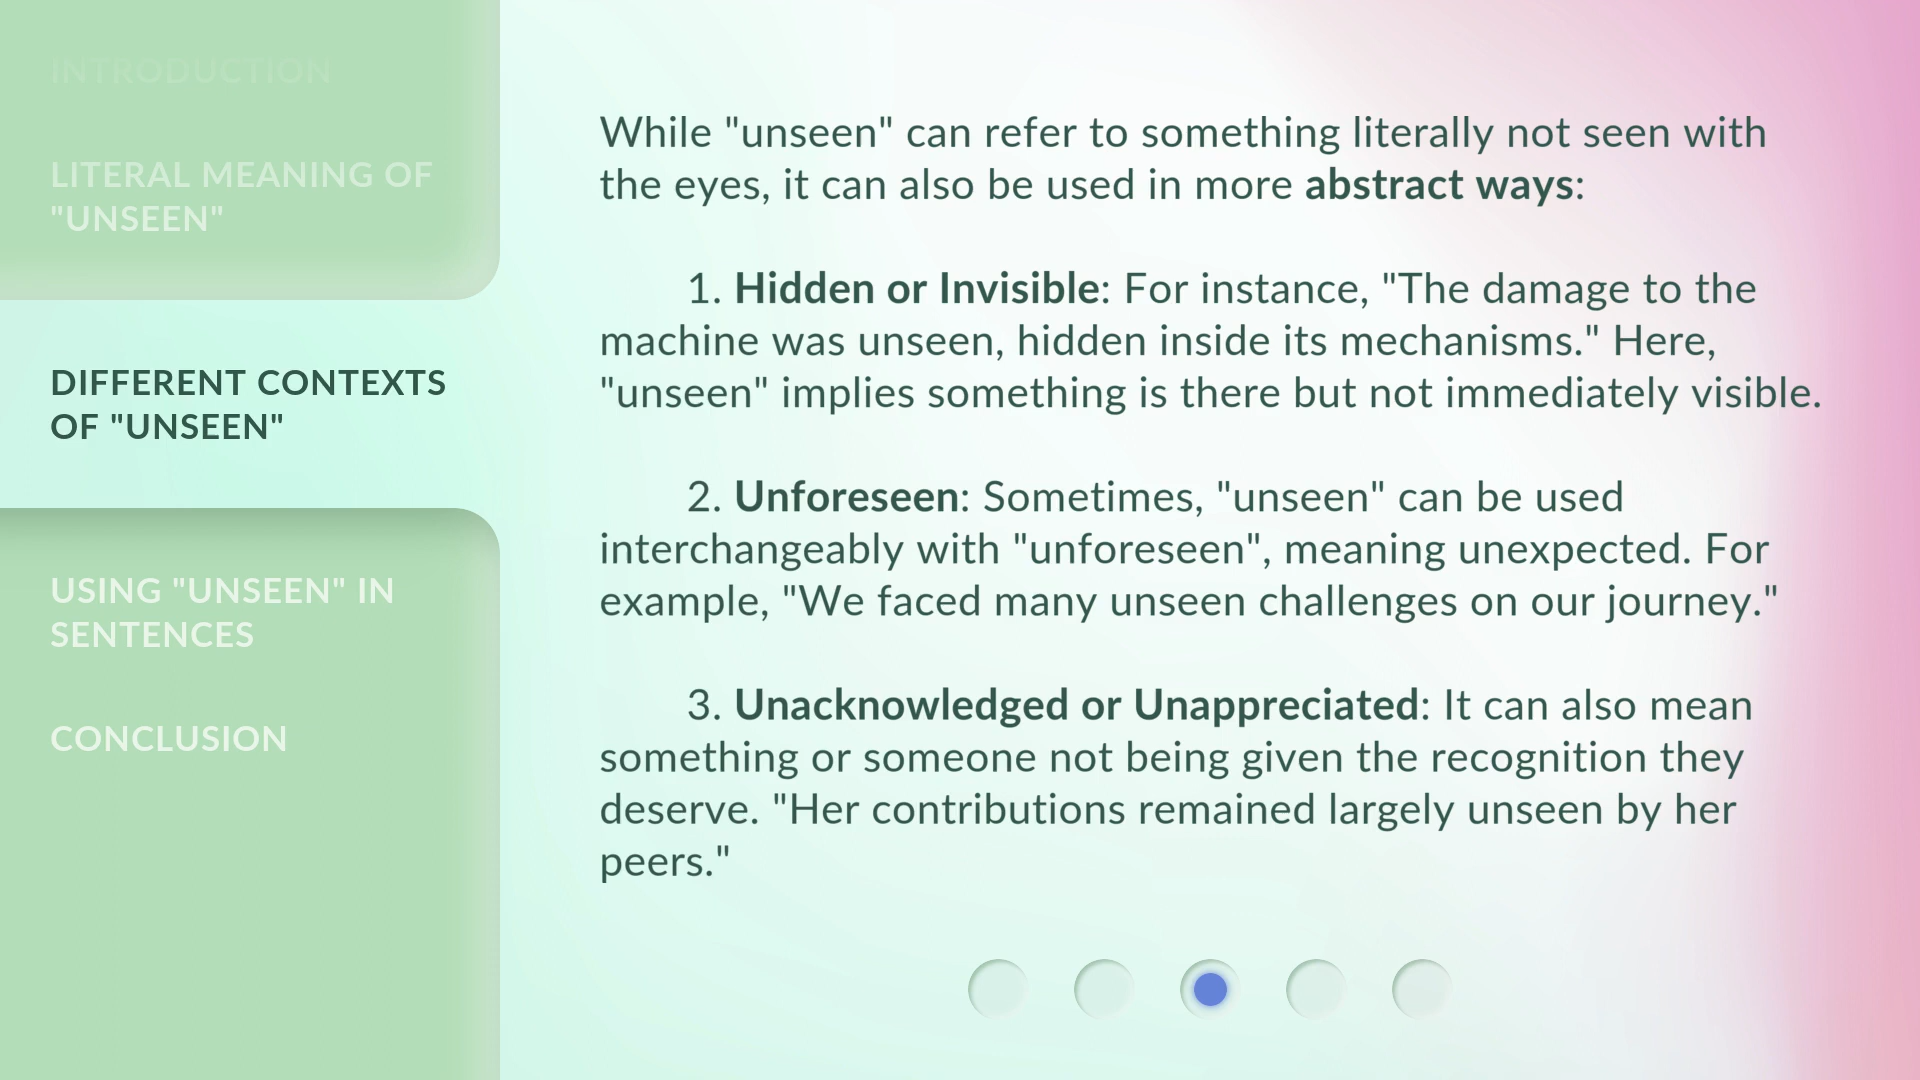 INTRODUCTION
LITERAL MEANING OF
"UNSEEN"
DIFFERENT CONTEXTS
OF "UNSEEN"
USING "UNSEEN" IN
SENTENCES
CONCLUSION
While "unseen" can refer to something literally not seen with
the eyes, it can also be used in more abstract ways:
1. Hidden or Invisible: For instance, "The damage to the
machine was unseen, hidden inside its mechanisms." Here,
"unseen" implies something is there but not immediately visible.
2. Unforeseen: Sometimes, "unseen" can be used
interchangeably with "unforeseen", meaning unexpected. For
example, "We faced many unseen challenges on our journey."
3. Unacknowledged or Unappreciated: It can also mean
something or someone not being given the recognition they
deserve. "Her contributions remained largely unseen by her
peers."